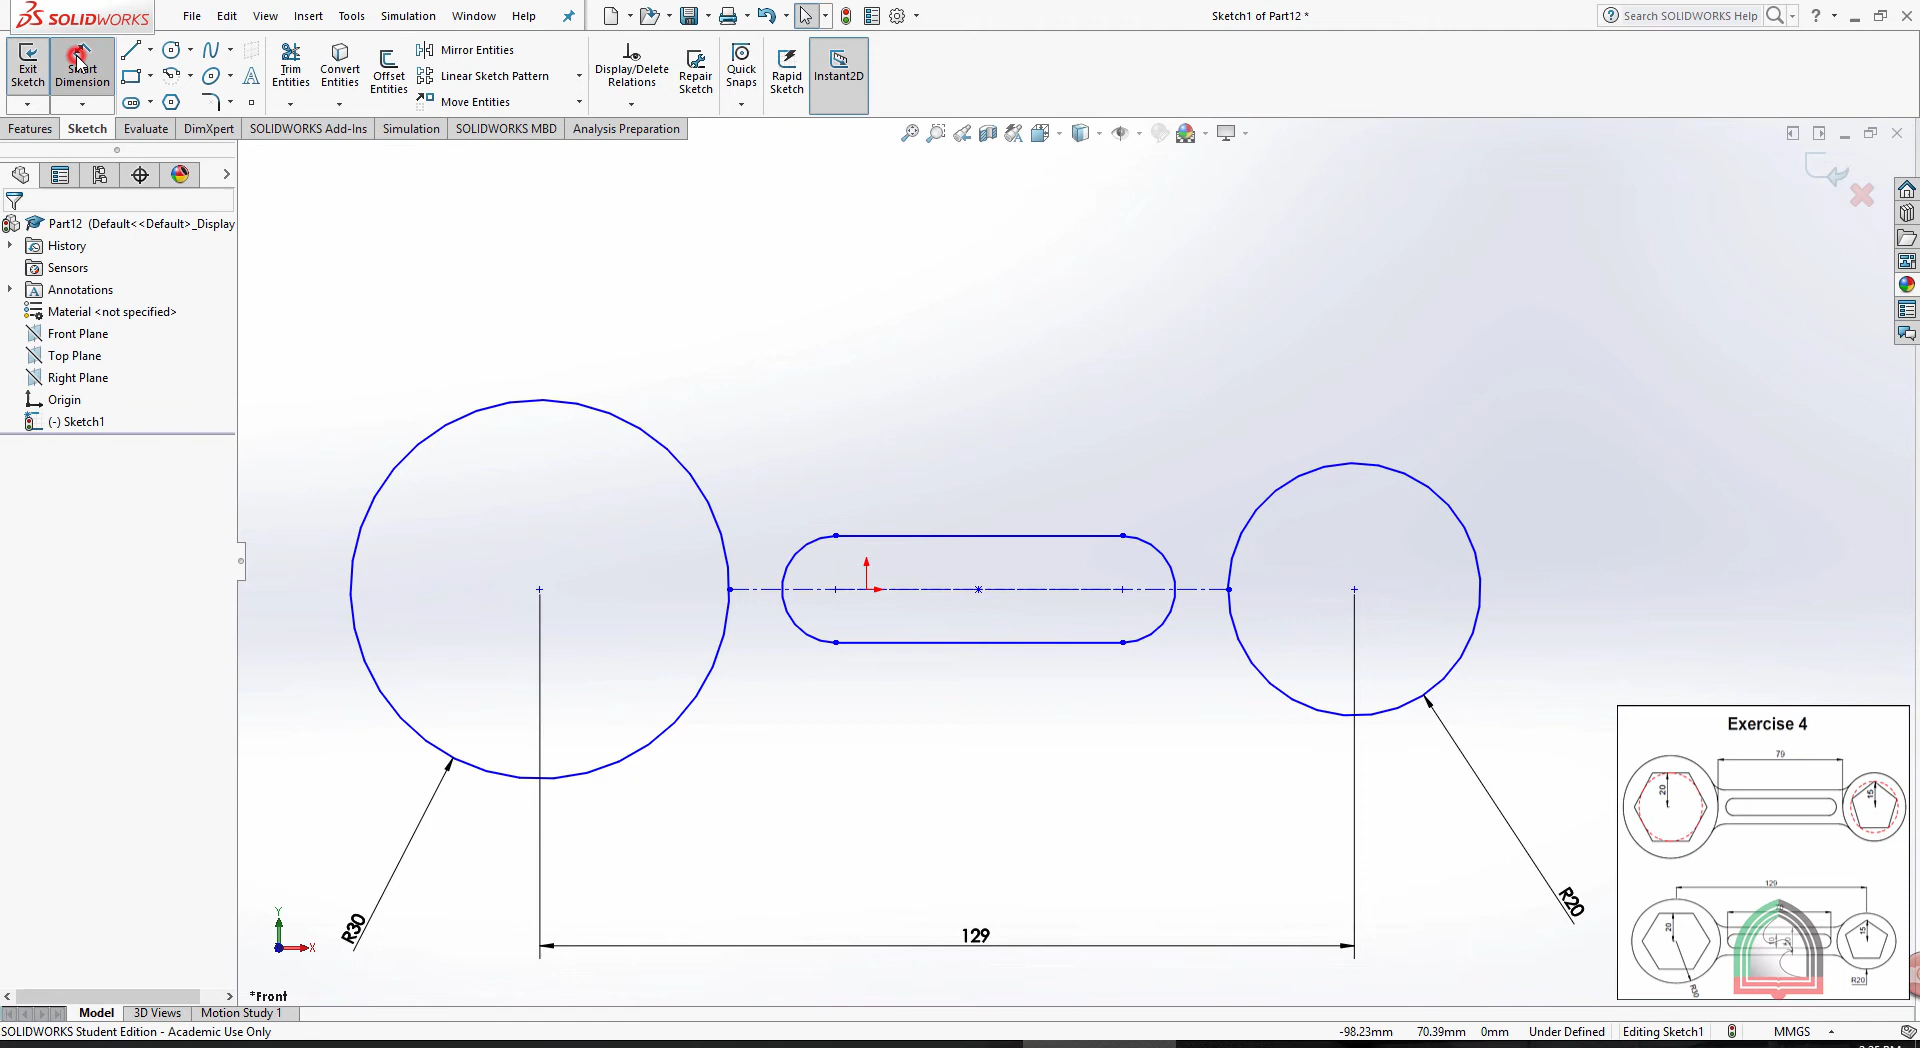 SOLIDWORKS
File Edit View Insert Tools Simulation Window Help
Sketch1 of Part12 *
Search SOLIDWORKS Help
Exit Sketch
Smart Dimension
Trim Entities
Convert Entities
Offset Entities
Mirror Entities
Linear Sketch Pattern
Move Entities
Display/Delete Relations
Repair Sketch
Quick Snaps
Rapid Sketch
Instant2D
Features Sketch Evaluate DimXpert SOLIDWORKS Add-Ins Simulation SOLIDWORKS MBD Analysis Preparation
Part12 (Default<<Default>_Display
History
Sensors
Annotations
Material <not specified>
Front Plane
Top Plane
Right Plane
Origin
(-) Sketch1
R30
129
R20
Y
X
*Front
Exercise 4
79
20
15
129
20
10
15
R30
R20
Model 3D Views Motion Study 1
SOLIDWORKS Student Edition - Academic Use Only
-98.23mm 70.39mm 0mm Under Defined Editing Sketch1 MMGS